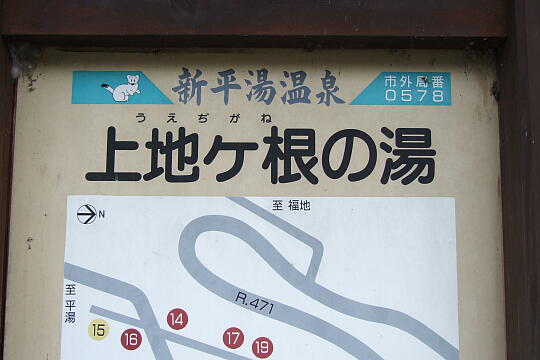 新平湯温泉
市外局番
0578
うえぢがね
上地ケ根の湯
N
至 福地
R.471
至 平湯
15
16
14
17
19